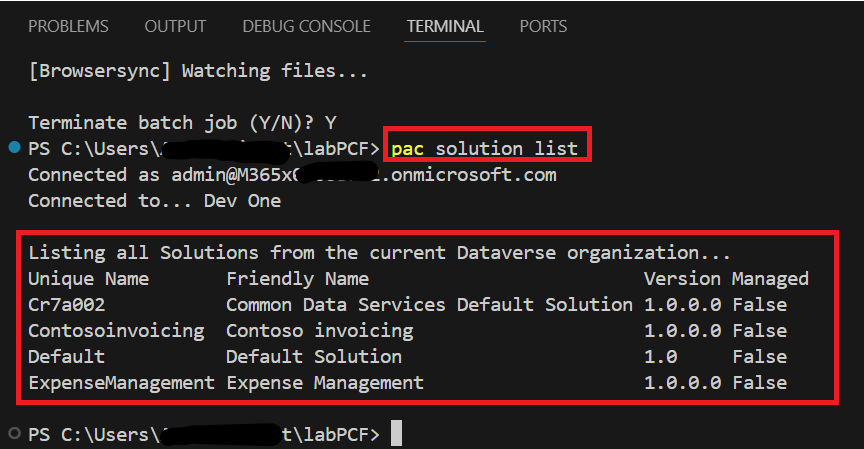 PROBLEMS OUTPUT DEBUG CONSOLE TERMINAL PORTS
[Browsersync] Watching files...
Terminate batch job (Y/N)? Y
PS C:\Users\ t\labPCF> pac solution list
Connected as admin@M365x .onmicrosoft.com
Connected to... Dev One
Listing all Solutions from the current Dataverse organization...
Unique Name Friendly Name Version Managed
Cr7a002 Common Data Services Default Solution 1.0.0.0 False
Contosoinvoicing Contoso invoicing 1.0.0.0 False
Default Default Solution 1.0 False
ExpenseManagement Expense Management 1.0.0.0 False
PS C:\Users\ t\labPCF>